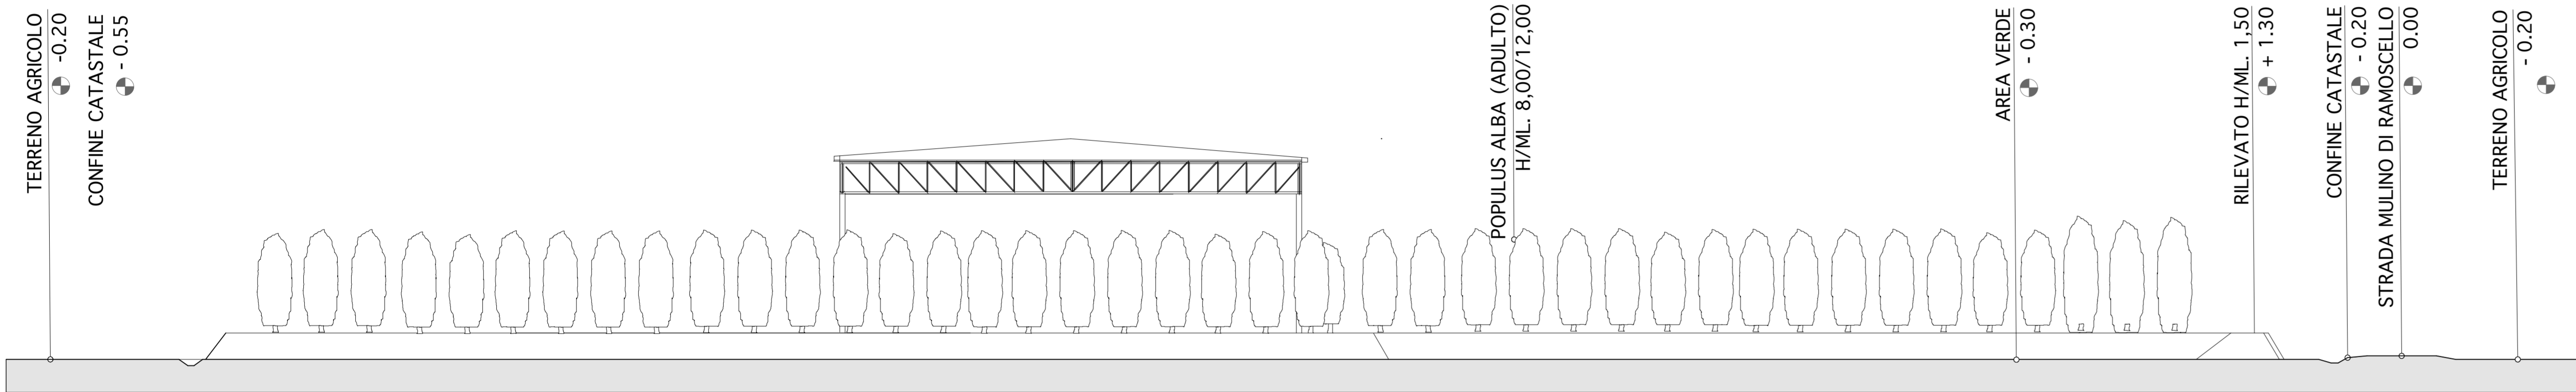 TERRENO AGRICOLO
-0.20
CONFINE CATASTALE
- 0.55
POPULUS ALBA (ADULTO)
H/ML. 8,00/12,00
AREA VERDE
- 0.30
RILEVATO H/ML. 1,50
+ 1.30
CONFINE CATASTALE
- 0.20
STRADA MULINO DI RAMOSCELLO
0.00
TERRENO AGRICOLO
- 0.20